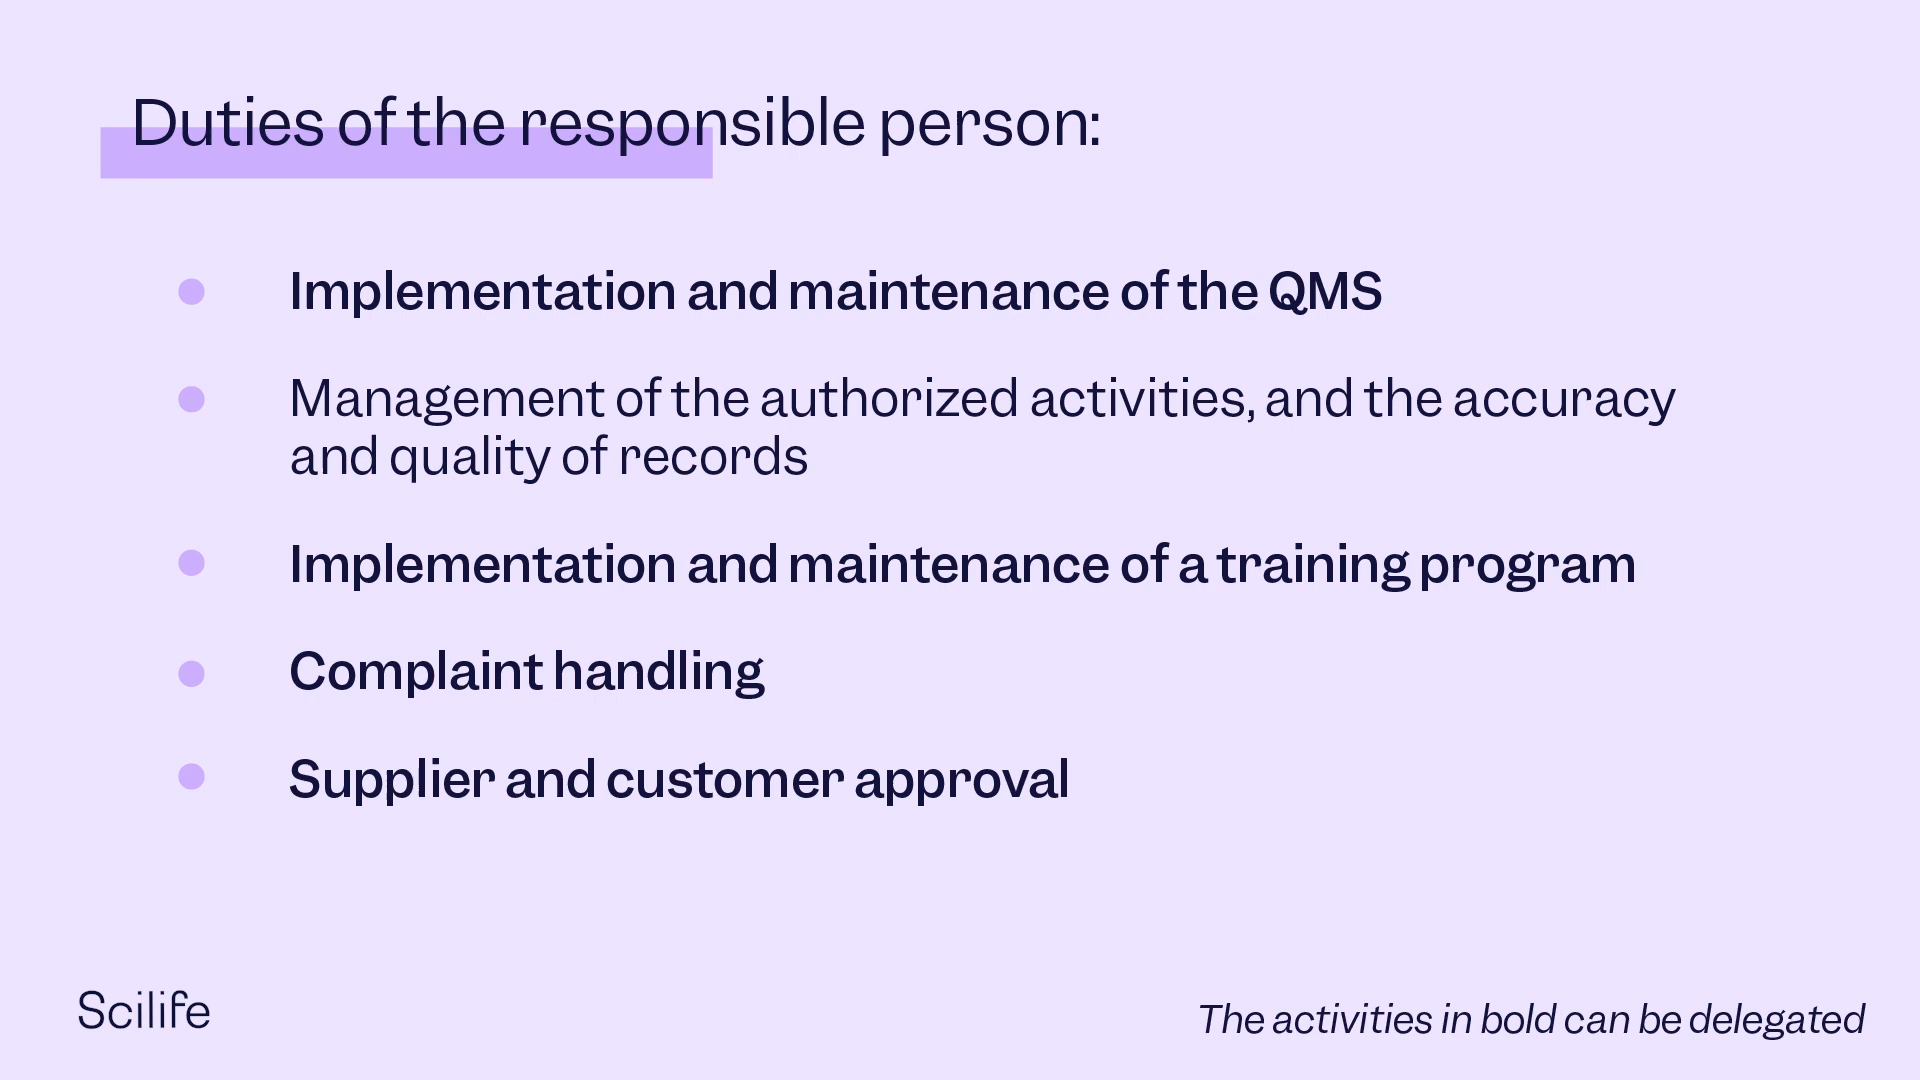 Duties of the responsible person:
Implementation and maintenance of the QMS
Management of the authorized activities, and the accuracy
and quality of records
Implementation and maintenance of a training program
Complaint handling
Supplier and customer approval
Scilife
The activities in bold can be delegated